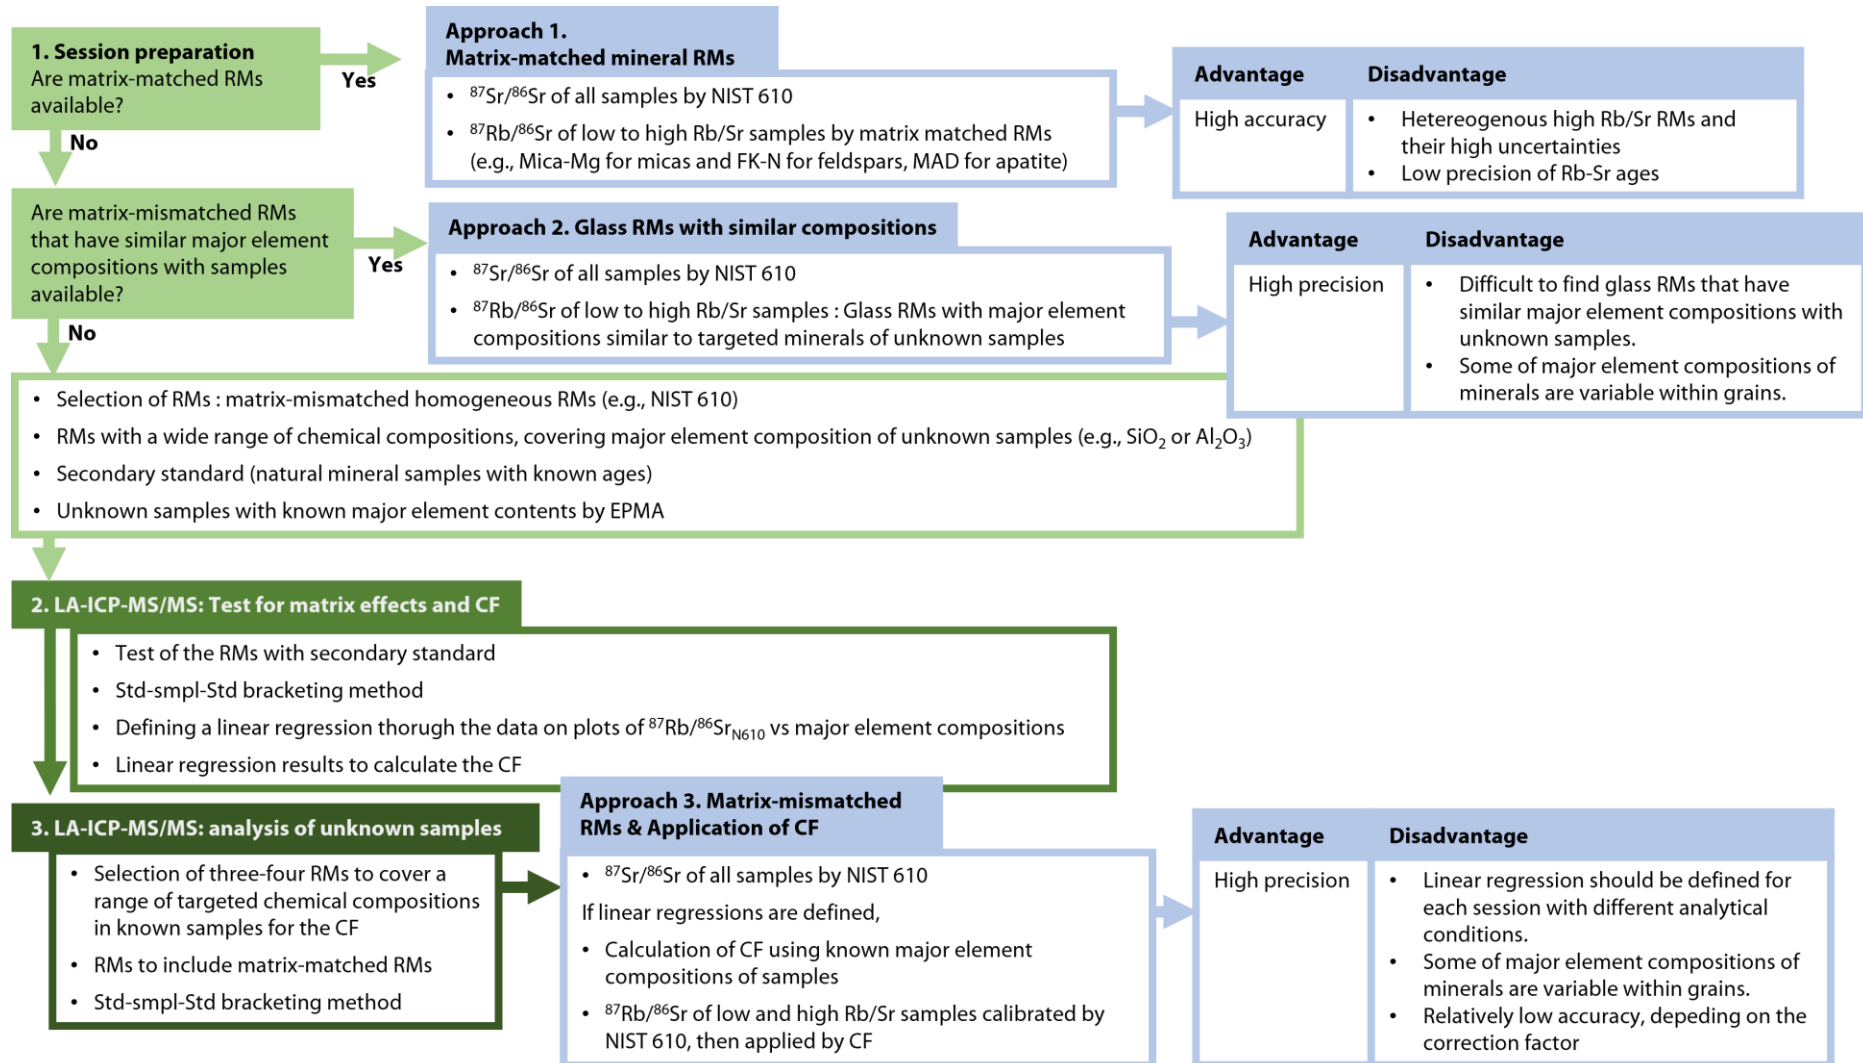 1. Session preparation
Are matrix-matched RMs
available?
Yes
No
Approach 1.
Matrix-matched mineral RMs
• ⁸⁷Sr/⁸⁶Sr of all samples by NIST 610
• ⁸⁷Rb/⁸⁶Sr of low to high Rb/Sr samples by matrix matched RMs
(e.g., Mica-Mg for micas and FK-N for feldspars, MAD for apatite)
Advantage
Disadvantage
High accuracy
• Hetereogenous high Rb/Sr RMs and
their high uncertainties
• Low precision of Rb-Sr ages
Are matrix-mismatched RMs
that have similar major element
compositions with samples
available?
Yes
No
Approach 2. Glass RMs with similar compositions
• ⁸⁷Sr/⁸⁶Sr of all samples by NIST 610
• ⁸⁷Rb/⁸⁶Sr of low to high Rb/Sr samples : Glass RMs with major element
compositions similar to targeted minerals of unknown samples
Advantage
Disadvantage
High precision
• Difficult to find glass RMs that have
similar major element compositions with
unknown samples.
• Some of major element compositions of
minerals are variable within grains.
• Selection of RMs : matrix-mismatched homogeneous RMs (e.g., NIST 610)
• RMs with a wide range of chemical compositions, covering major element composition of unknown samples (e.g., SiO₂ or Al₂O₃)
• Secondary standard (natural mineral samples with known ages)
• Unknown samples with known major element contents by EPMA
2. LA-ICP-MS/MS: Test for matrix effects and CF
• Test of the RMs with secondary standard
• Std-smpl-Std bracketing method
• Defining a linear regression thorugh the data on plots of ⁸⁷Rb/⁸⁶Sr_N610 vs major element compositions
• Linear regression results to calculate the CF
3. LA-ICP-MS/MS: analysis of unknown samples
• Selection of three-four RMs to cover a
range of targeted chemical compositions
in known samples for the CF
• RMs to include matrix-matched RMs
• Std-smpl-Std bracketing method
Approach 3. Matrix-mismatched
RMs & Application of CF
• ⁸⁷Sr/⁸⁶Sr of all samples by NIST 610
If linear regressions are defined,
• Calculation of CF using known major element
compositions of samples
• ⁸⁷Rb/⁸⁶Sr of low and high Rb/Sr samples calibrated by
NIST 610, then applied by CF
Advantage
Disadvantage
High precision
• Linear regression should be defined for
each session with different analytical
conditions.
• Some of major element compositions of
minerals are variable within grains.
• Relatively low accuracy, depeding on the
correction factor